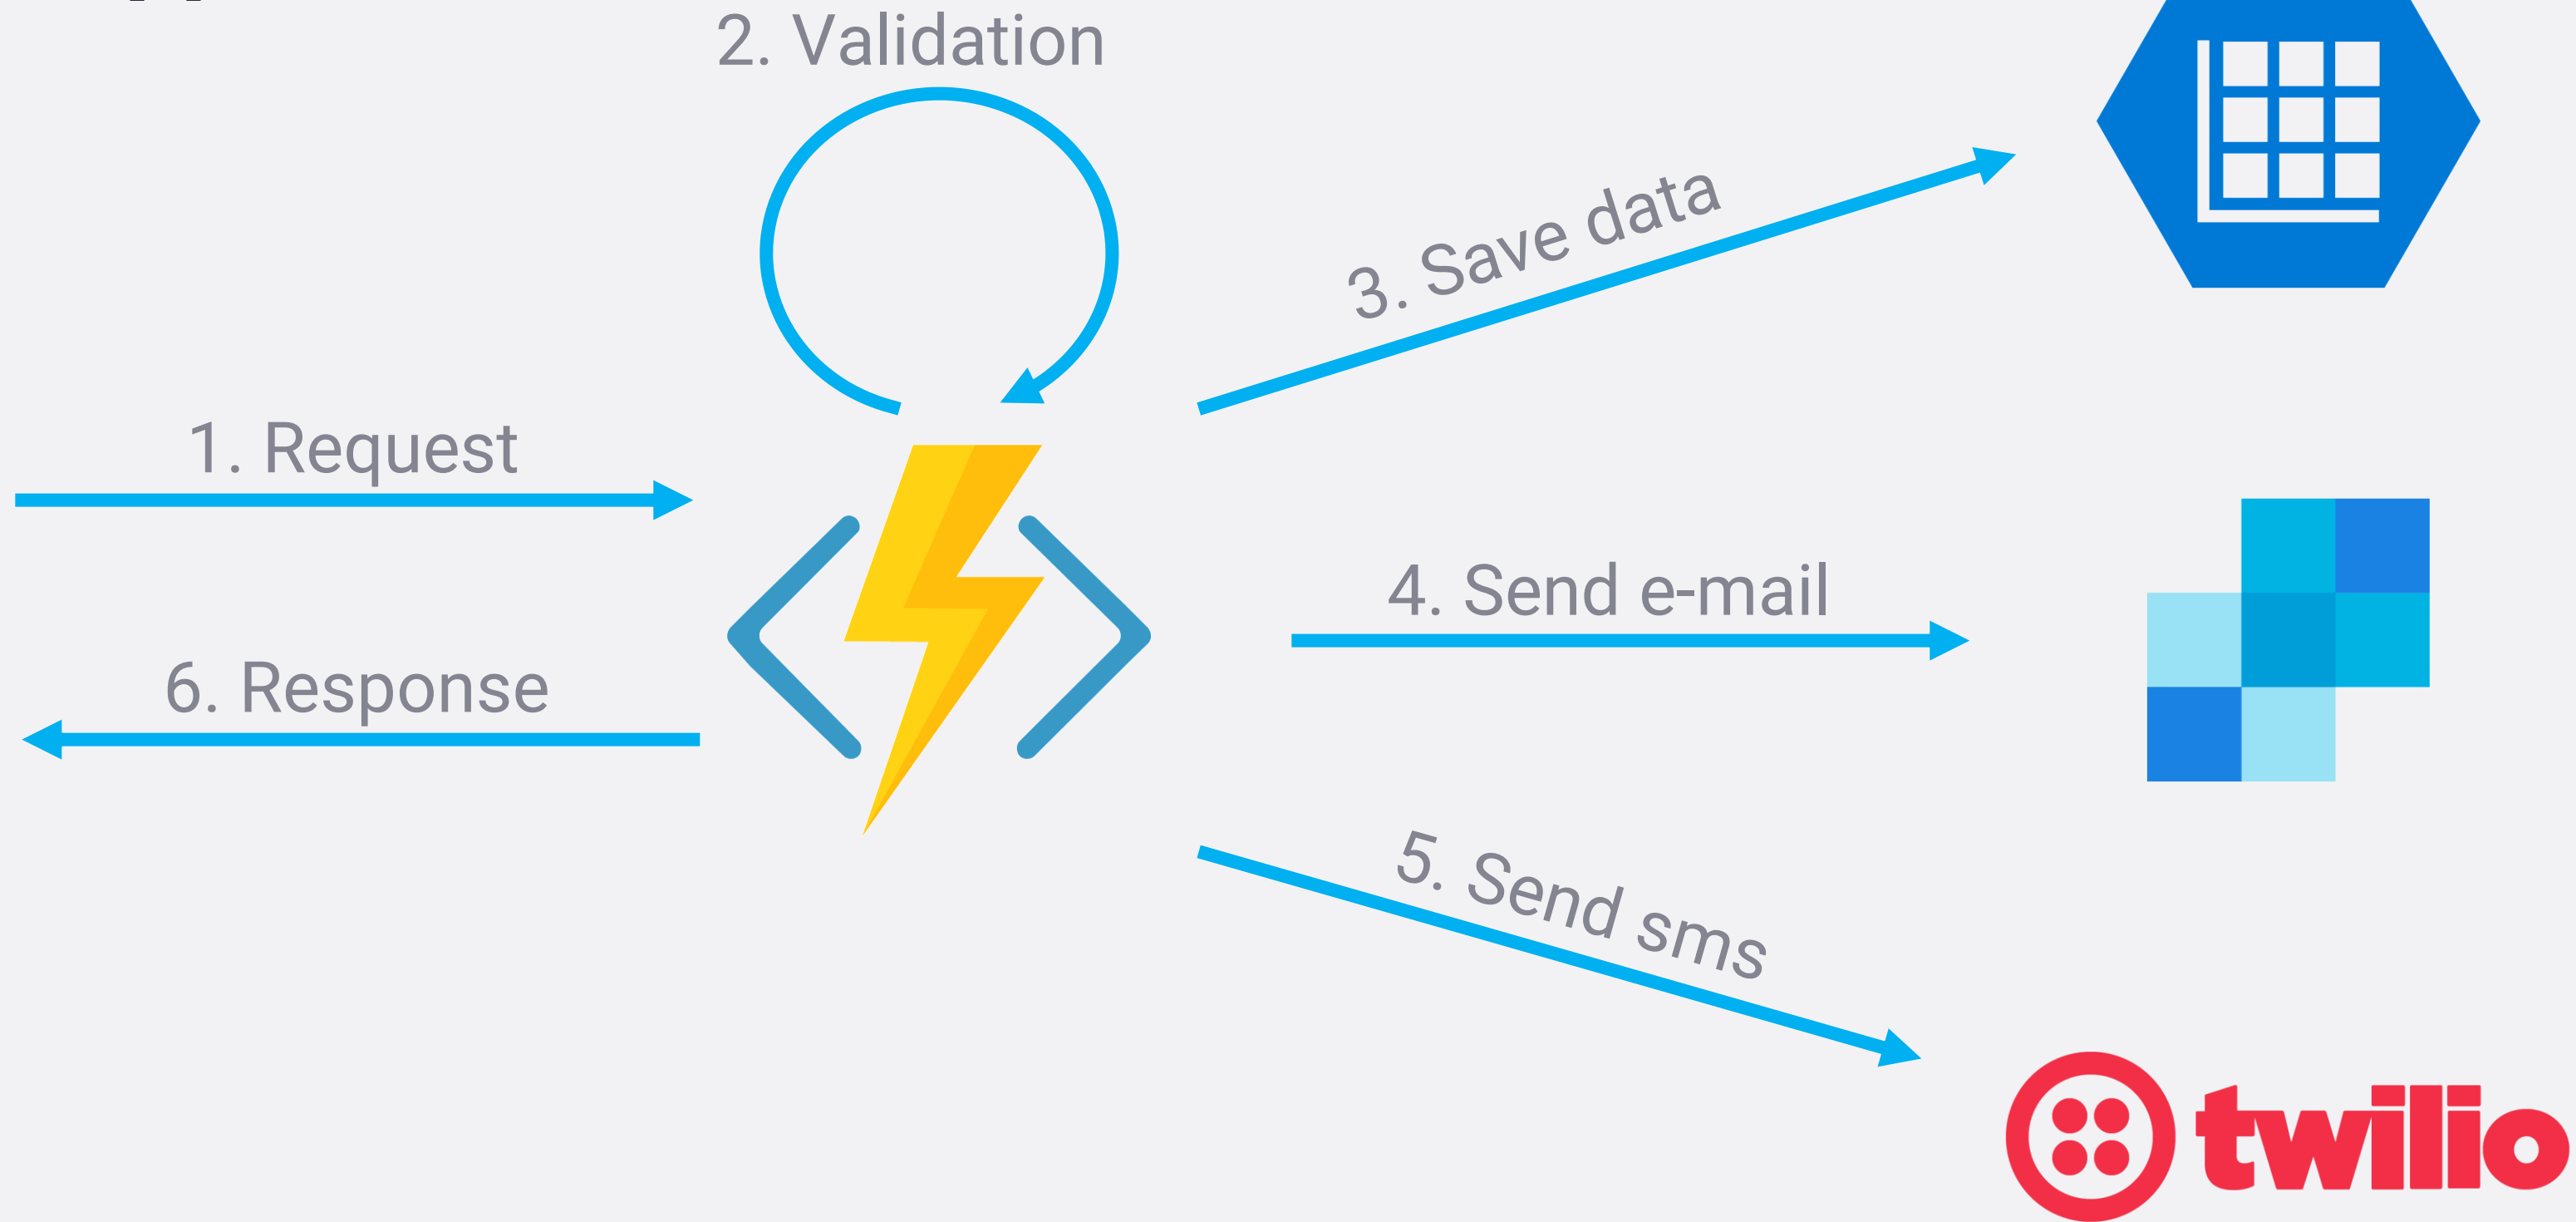 2. Validation
3. Save data
1. Request
4. Send e-mail
6. Response
5. Send sms
twilio